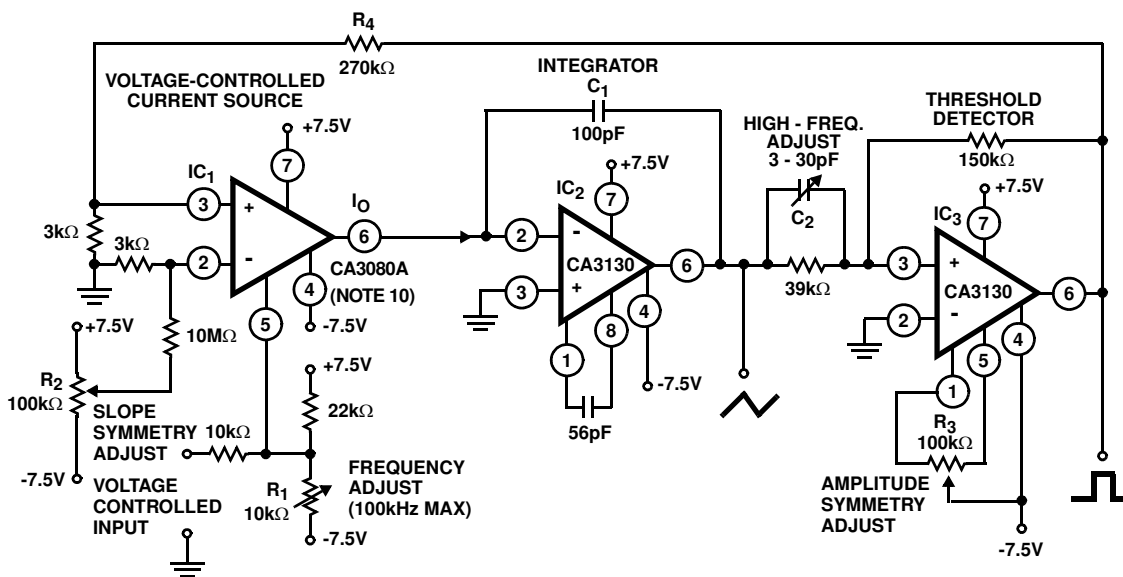 R4
270kΩ
VOLTAGE-CONTROLLED
CURRENT SOURCE
+7.5V
7
IC1
3
+
3kΩ
3kΩ
2
-
IO
6
CA3080A
(NOTE 10)
4
-7.5V
5
10MΩ
+7.5V
R2
100kΩ
-7.5V
SLOPE
SYMMETRY
ADJUST
10kΩ
VOLTAGE
CONTROLLED
INPUT
+7.5V
22kΩ
R1
10kΩ
FREQUENCY
ADJUST
(100kHz MAX)
-7.5V
INTEGRATOR
C1
100pF
+7.5V
IC2
7
2
-
CA3130
3
+
6
8
4
1
-7.5V
56pF
HIGH - FREQ.
ADJUST
3 - 30pF
C2
39kΩ
THRESHOLD
DETECTOR
150kΩ
+7.5V
IC3
7
3
+
CA3130
2
-
6
4
5
1
R3
100kΩ
AMPLITUDE
SYMMETRY
ADJUST
-7.5V